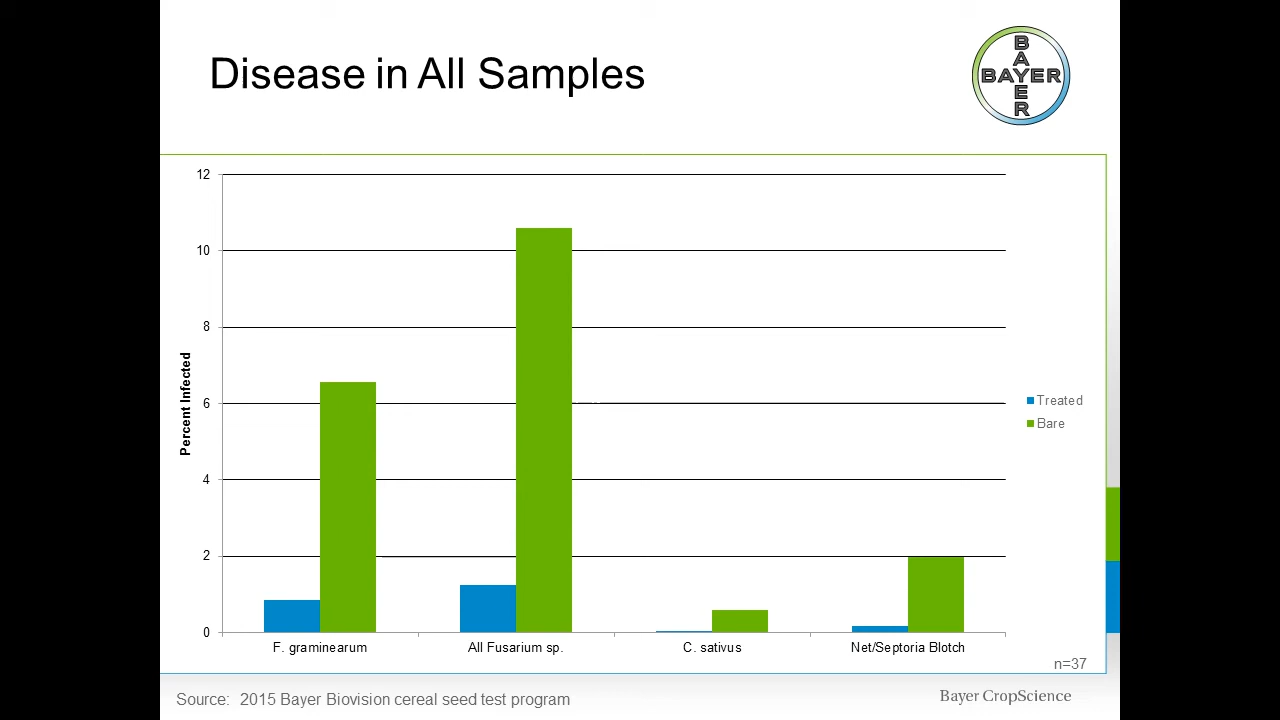 Disease in All Samples
BAYER
BAYER
12
10
8
6
4
2
0
Percent Infected
F. graminearum
All Fusarium sp.
C. sativus
Net/Septoria Blotch
Treated
Bare
n=37
Source: 2015 Bayer Biovision cereal seed test program
Bayer CropScience